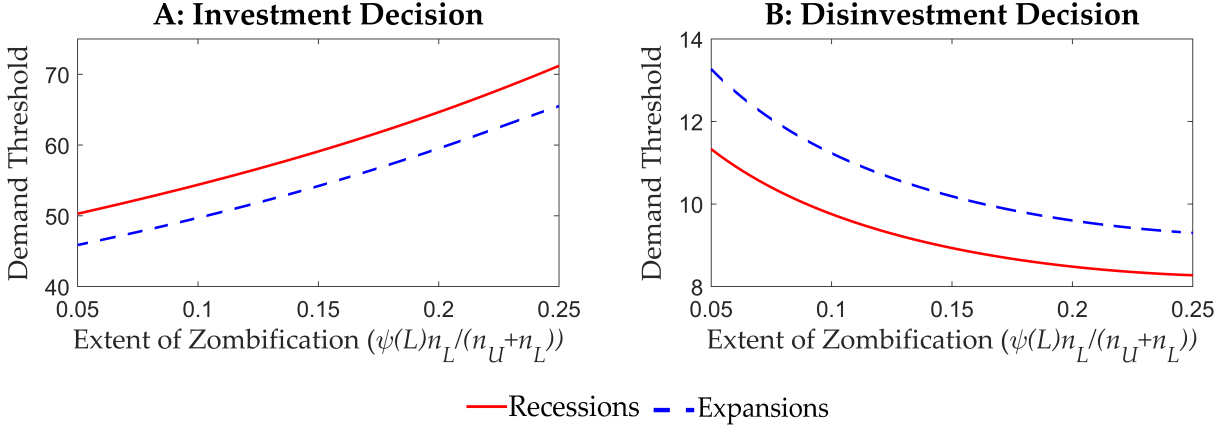 A: Investment Decision
Demand Threshold
70
60
50
40
0.05 0.1 0.15 0.2 0.25
Extent of Zombification (ψ(L)n_L/(n_U+n_L))
B: Disinvestment Decision
Demand Threshold
14
12
10
8
0.05 0.1 0.15 0.2 0.25
Extent of Zombification (ψ(L)n_L/(n_U+n_L))
Recessions Expansions